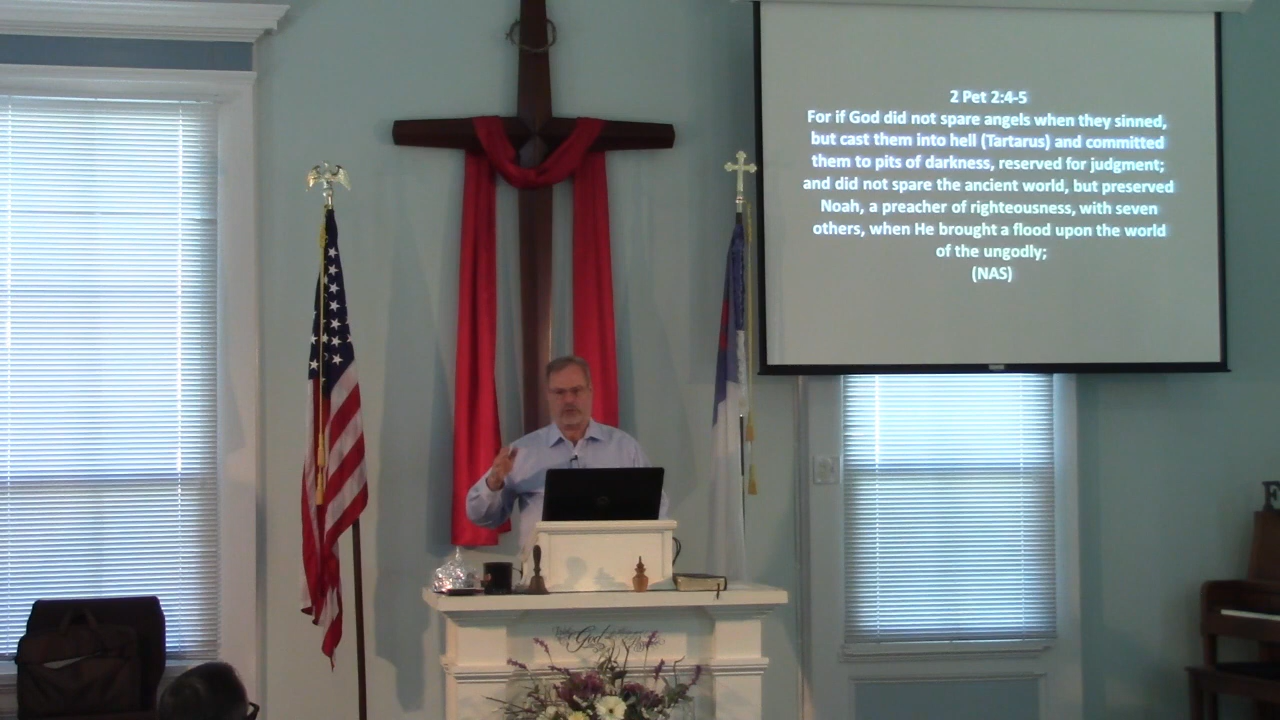 2 Pet 2:4-5
For if God did not spare angels when they sinned,
but cast them into hell (Tartarus) and committed
them to pits of darkness, reserved for judgment;
and did not spare the ancient world, but preserved
Noah, a preacher of righteousness, with seven
others, when He brought a flood upon the world
of the ungodly;
(NAS)
God